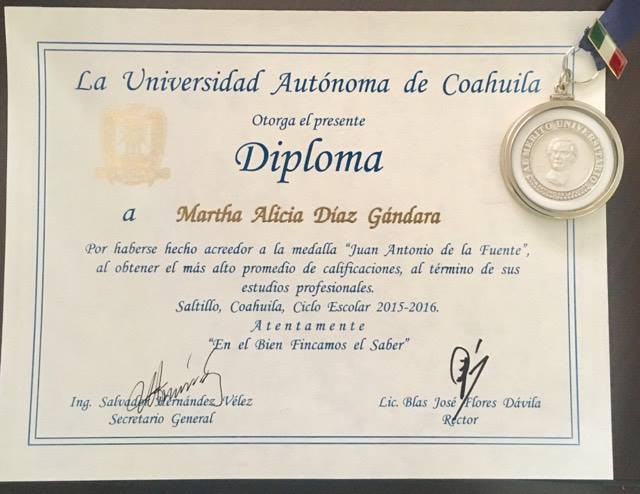 La Universidad Autónoma de Coahuila
Otorga el presente
Diploma
a Martha Alicia Díaz Gándara
Por haberse hecho acreedor a la medalla “Juan Antonio de la Fuente”,
al obtener el más alto promedio de calificaciones, al término de sus
estudios profesionales.
Saltillo, Coahuila, Ciclo Escolar 2015-2016.
Atentamente
“En el Bien Fincamos el Saber”
Ing. Salvador Hernández Vélez
Secretario General
Lic. Blas José Flores Dávila
Rector
AL MERITO UNIVERSITARIO